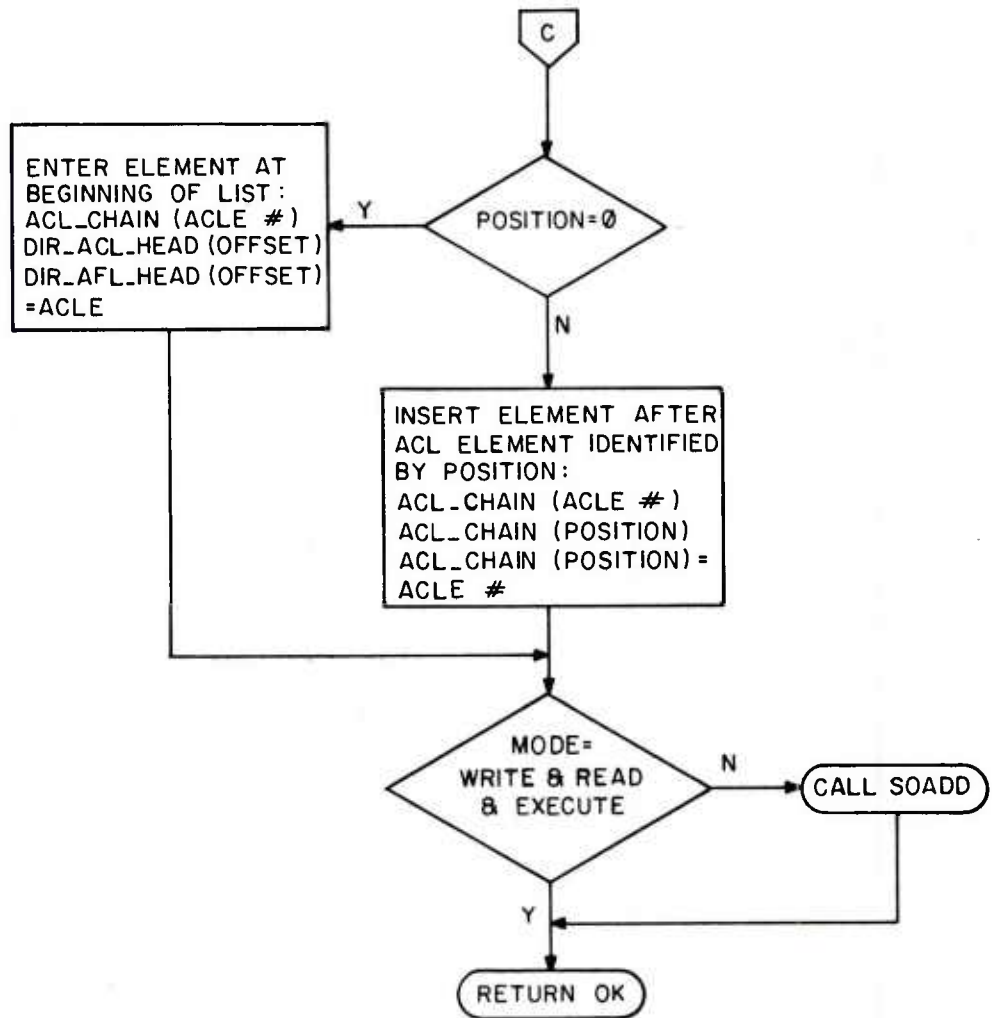 C
POSITION=Ø
Y
ENTER ELEMENT AT
BEGINNING OF LIST:
ACL_CHAIN (ACLE #)
DIR_ACL_HEAD (OFFSET)
DIR_AFL_HEAD (OFFSET)
=ACLE
N
INSERT ELEMENT AFTER
ACL ELEMENT IDENTIFIED
BY POSITION:
ACL_CHAIN (ACLE #)
ACL_CHAIN (POSITION)
ACL_CHAIN (POSITION)=
ACLE #
MODE=
WRITE & READ
& EXECUTE
N
CALL SOADD
Y
RETURN OK